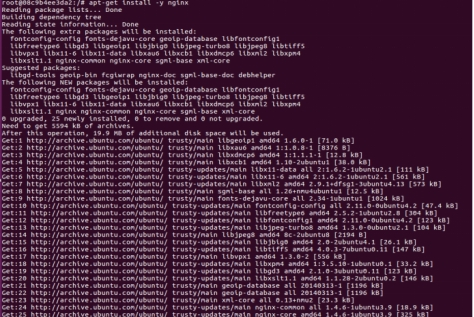 root@08c9b4ee3da2:/# apt-get install -y nginx
Reading package lists... Done
Building dependency tree
Reading state information... Done
The following extra packages will be installed:
fontconfig-config fonts-dejavu-core geoip-database libfontconfig1
libfreetype6 libgd3 libgeoip1 libjbig0 libjpeg-turbo8 libjpeg8 libtiff5
libvpx1 libx11-6 libx11-data libxau6 libxcb1 libxdmcp6 libxml2 libxpm4
libxslt1.1 nginx-common nginx-core sgml-base xml-core
Suggested packages:
libgd-tools geoip-bin fcgiwrap nginx-doc sgml-base-doc debhelper
The following NEW packages will be installed:
fontconfig-config fonts-dejavu-core geoip-database libfontconfig1
libfreetype6 libgd3 libgeoip1 libjbig0 libjpeg-turbo8 libjpeg8 libtiff5
libvpx1 libx11-6 libx11-data libxau6 libxcb1 libxdmcp6 libxml2 libxpm4
libxslt1.1 nginx nginx-common nginx-core sgml-base xml-core
0 upgraded, 25 newly installed, 0 to remove and 0 not upgraded.
Need to get 5594 kB of archives.
After this operation, 19.9 MB of additional disk space will be used.
Get:1 http://archive.ubuntu.com/ubuntu/ trusty/main libgeoip1 amd64 1.6.0-1 [71.0 kB]
Get:2 http://archive.ubuntu.com/ubuntu/ trusty/main libxau6 amd64 1:1.0.8-1 [8376 B]
Get:3 http://archive.ubuntu.com/ubuntu/ trusty/main libxdmcp6 amd64 1:1.1.1-1 [12.8 kB]
Get:4 http://archive.ubuntu.com/ubuntu/ trusty/main libxcb1 amd64 1.10-2ubuntu1 [38.0 kB]
Get:5 http://archive.ubuntu.com/ubuntu/ trusty-updates/main libx11-data all 2:1.6.2-1ubuntu2.1 [111 kB]
Get:6 http://archive.ubuntu.com/ubuntu/ trusty-updates/main libx11-6 amd64 2:1.6.2-1ubuntu2.1 [561 kB]
Get:7 http://archive.ubuntu.com/ubuntu/ trusty-updates/main libxml2 amd64 2.9.1+dfsg1-3ubuntu4.13 [573 kB]
Get:8 http://archive.ubuntu.com/ubuntu/ trusty/main sgml-base all 1.26+nmu4ubuntu1 [12.5 kB]
Get:9 http://archive.ubuntu.com/ubuntu/ trusty/main fonts-dejavu-core all 2.34-1ubuntu1 [1024 kB]
Get:10 http://archive.ubuntu.com/ubuntu/ trusty-updates/main fontconfig-config all 2.11.0-0ubuntu4.2 [47.4 kB]
Get:11 http://archive.ubuntu.com/ubuntu/ trusty-updates/main libfreetype6 amd64 2.5.2-1ubuntu2.8 [304 kB]
Get:12 http://archive.ubuntu.com/ubuntu/ trusty-updates/main libfontconfig1 amd64 2.11.0-0ubuntu4.2 [123 kB]
Get:13 http://archive.ubuntu.com/ubuntu/ trusty-updates/main libjpeg-turbo8 amd64 1.3.0-0ubuntu2.1 [104 kB]
Get:14 http://archive.ubuntu.com/ubuntu/ trusty/main libjpeg8 amd64 8c-2ubuntu7 [2194 B]
Get:15 http://archive.ubuntu.com/ubuntu/ trusty-updates/main libjbig0 amd64 2.0-2ubuntu4.1 [26.1 kB]
Get:16 http://archive.ubuntu.com/ubuntu/ trusty-updates/main libtiff5 amd64 4.0.3-7ubuntu0.11 [147 kB]
Get:17 http://archive.ubuntu.com/ubuntu/ trusty/main libvpx1 amd64 1.3.0-2 [556 kB]
Get:18 http://archive.ubuntu.com/ubuntu/ trusty-updates/main libxpm4 amd64 1:3.5.10-1ubuntu0.1 [33.2 kB]
Get:19 http://archive.ubuntu.com/ubuntu/ trusty-updates/main libgd3 amd64 2.1.0-3ubuntu0.11 [123 kB]
Get:20 http://archive.ubuntu.com/ubuntu/ trusty-updates/main libxslt1.1 amd64 1.1.28-2ubuntu0.2 [146 kB]
Get:21 http://archive.ubuntu.com/ubuntu/ trusty/main geoip-database all 20140313-1 [1196 kB]
Get:22 http://archive.ubuntu.com/ubuntu/ trusty/main geoip-database all 20140313-1 [1196 kB]
Get:23 http://archive.ubuntu.com/ubuntu/ trusty/main xml-core all 0.13+nmu2 [23.3 kB]
Get:24 http://archive.ubuntu.com/ubuntu/ trusty-updates/main nginx-common all 1.4.6-1ubuntu3.9 [18.9 kB]
Get:25 http://archive.ubuntu.com/ubuntu/ trusty-updates/main nginx-core amd64 1.4.6-1ubuntu3.9 [325 kB]